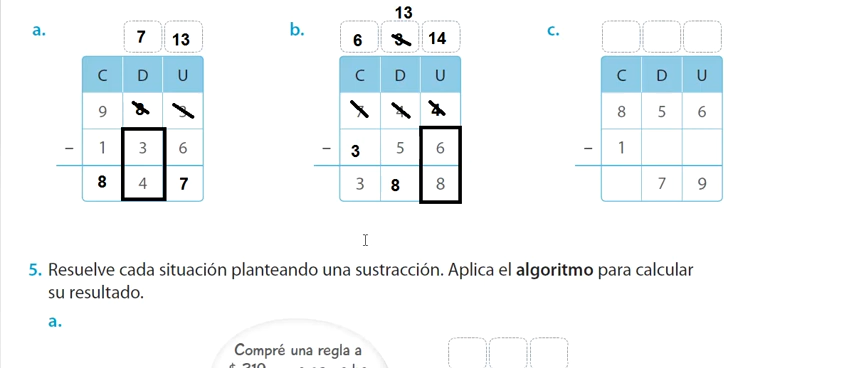 13
a. 7 13 b. 6 3 14 c.
C D U C D U C D U
9 8 3 7 4 4 8 5 6
- 1 3 6 - 3 5 6 - 1
8 4 7 3 8 8 7 9
5. Resuelve cada situación planteando una sustracción. Aplica el algoritmo para calcular
su resultado.
a.
Compré una regla a